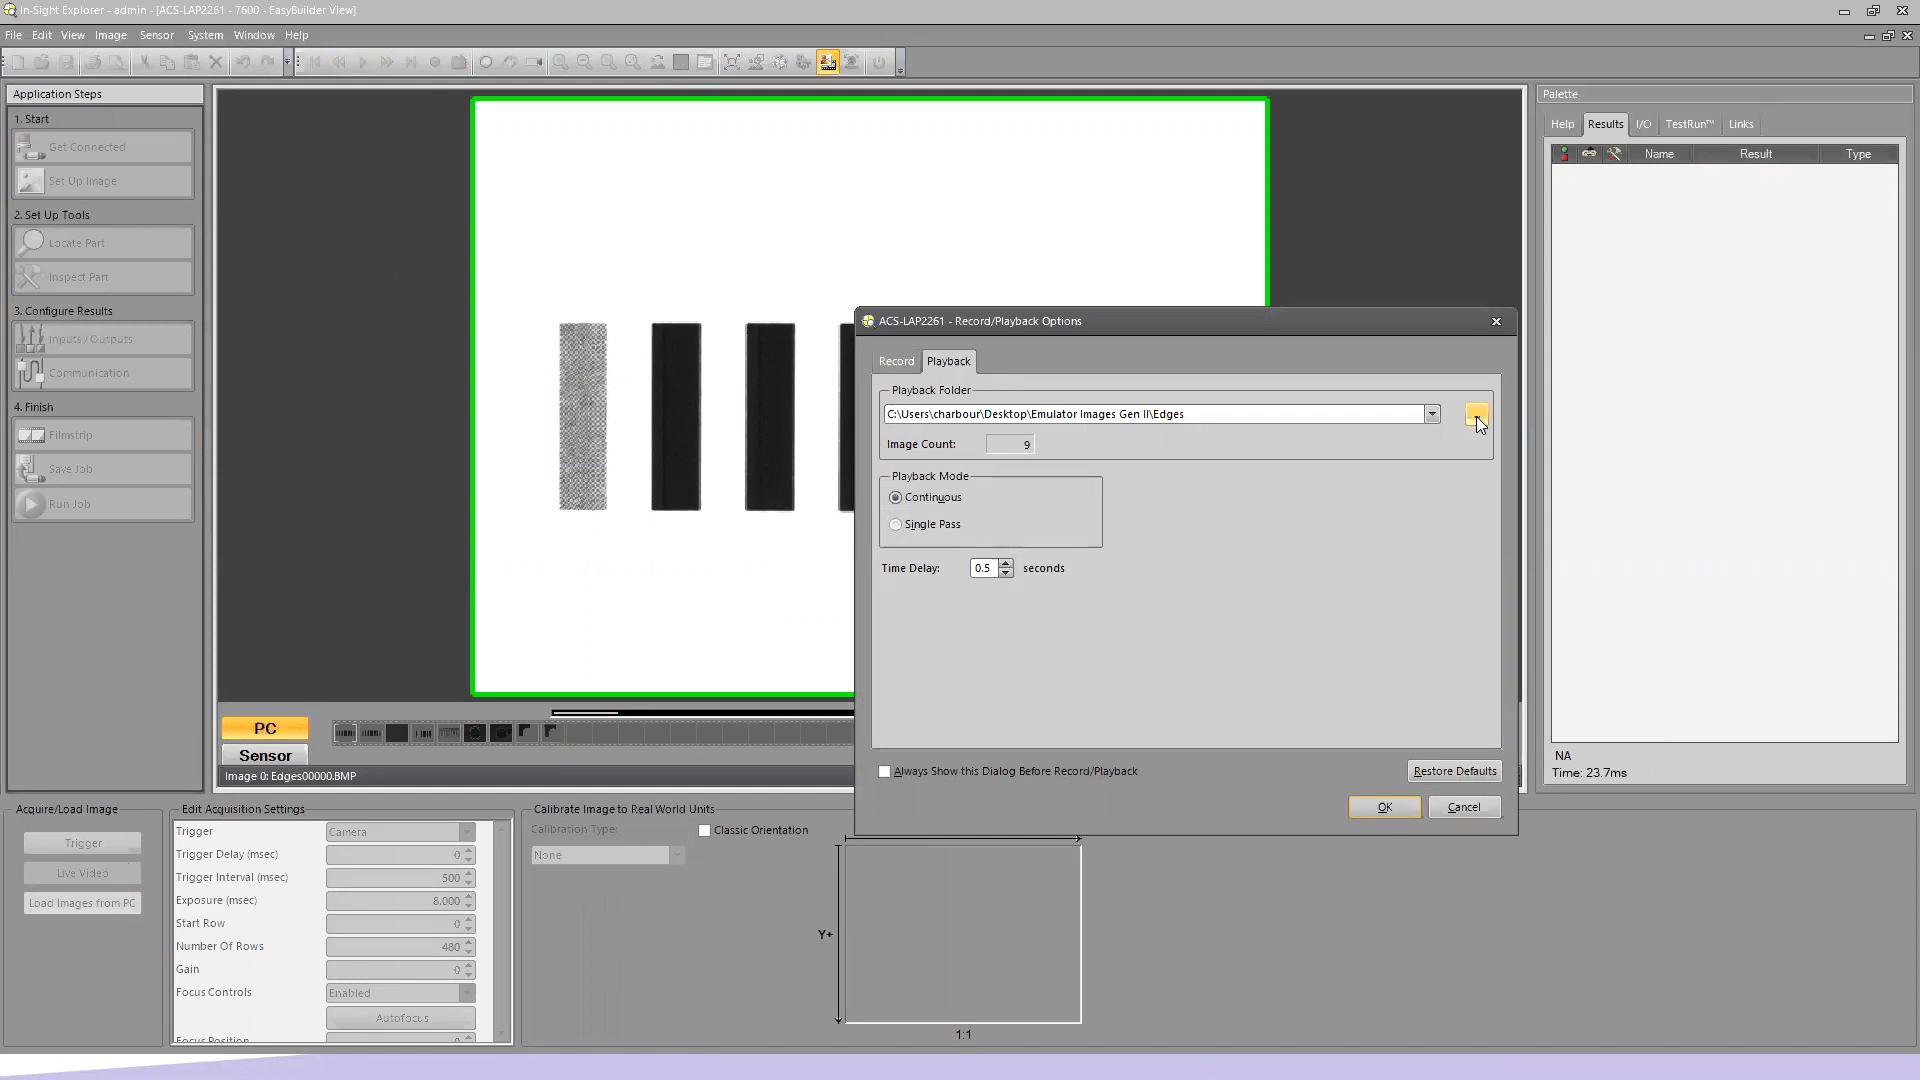 In-Sight Explorer - admin - [ACS-LAP2261 - 7600 - EasyBuilder View]
File Edit View Image Sensor System Window Help
Application Steps
1. Start
Get Connected
Set Up Image
2. Set Up Tools
Locate Part
Inspect Part
3. Configure Results
Inputs / Outputs
Communication
4. Finish
Filmstrip
Save Job
Run Job
PC
Sensor
Image 0: Edges00000.BMP
ACS-LAP2261 - Record/Playback Options
Record Playback
Playback Folder
C:\Users\charbour\Desktop\Emulator Images Gen II\Edges
Image Count: 9
Playback Mode
Continuous
Single Pass
Time Delay: 0.5 seconds
Always Show this Dialog Before Record/Playback
Restore Defaults
OK Cancel
Palette
Help Results I/O TestRun™ Links
Name Result Type
NA
Time: 23.7ms
Acquire/Load Image
Trigger
Live Video
Load Images from PC
Edit Acquisition Settings
Trigger Camera
Trigger Delay (msec) 0
Trigger Interval (msec) 500
Exposure (msec) 8.000
Start Row 0
Number Of Rows 480
Gain 0
Focus Controls Enabled
Autofocus
Focus Position 0
Calibrate Image to Real World Units
Calibration Type:
None
Classic Orientation
Y+
1:1